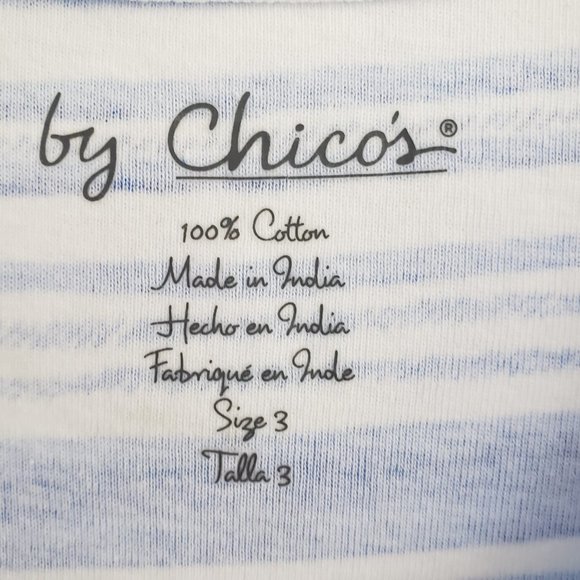 by Chico's®
100% Cotton
Made in India
Hecho en India
Fabriqué en Inde
Size 3
Talla 3